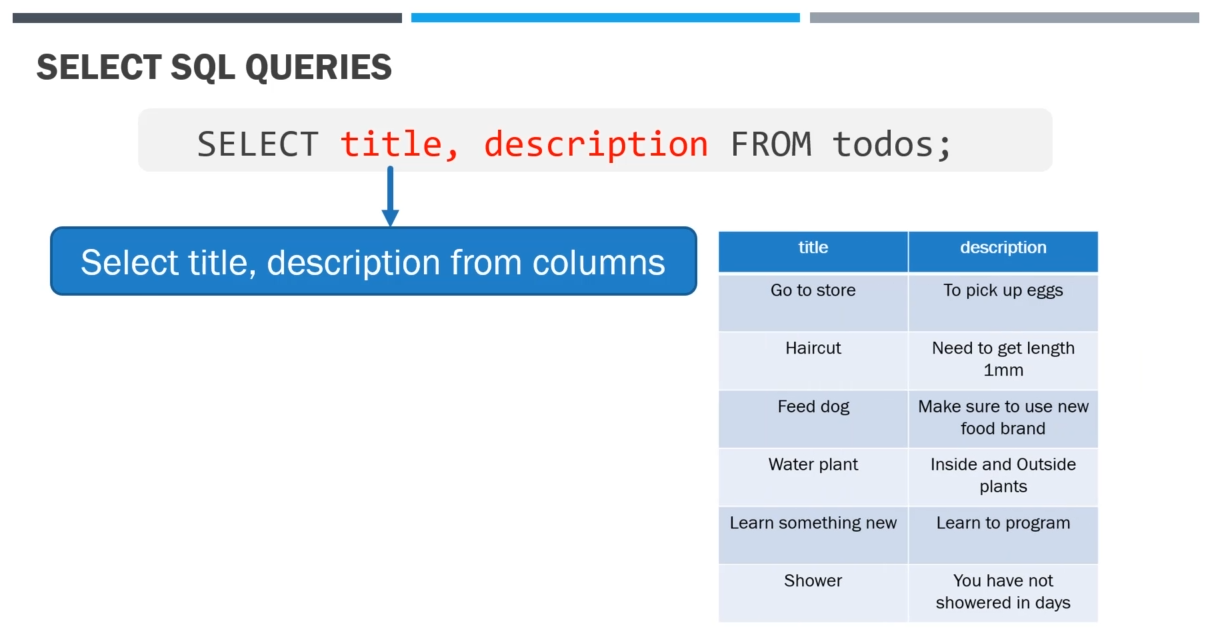 SELECT SQL QUERIES
SELECT title, description FROM todos;
Select title, description from columns
title description
Go to store To pick up eggs
Haircut Need to get length
1mm
Feed dog Make sure to use new
food brand
Water plant Inside and Outside
plants
Learn something new Learn to program
Shower You have not
showered in days